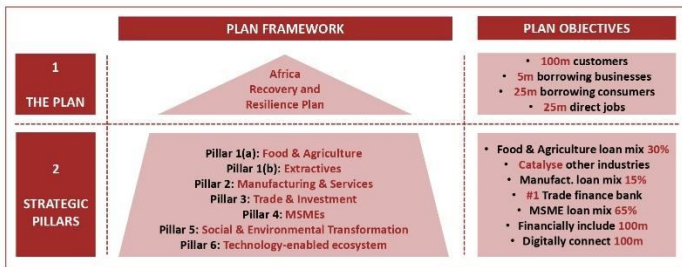 PLAN FRAMEWORK
PLAN OBJECTIVES
1
THE PLAN
Africa
Recovery and
Resilience Plan
• 100m customers
• 5m borrowing businesses
• 25m borrowing consumers
• 25m direct jobs
2
STRATEGIC
PILLARS
Pillar 1(a): Food & Agriculture
Pillar 1(b): Extractives
Pillar 2: Manufacturing & Services
Pillar 3: Trade & Investment
Pillar 4: MSMEs
Pillar 5: Social & Environmental Transformation
Pillar 6: Technology-enabled ecosystem
• Food & Agriculture loan mix 30%
• Catalyse other industries
• Manufact. loan mix 15%
• #1 Trade finance bank
• MSME loan mix 65%
• Financially include 100m
• Digitally connect 100m